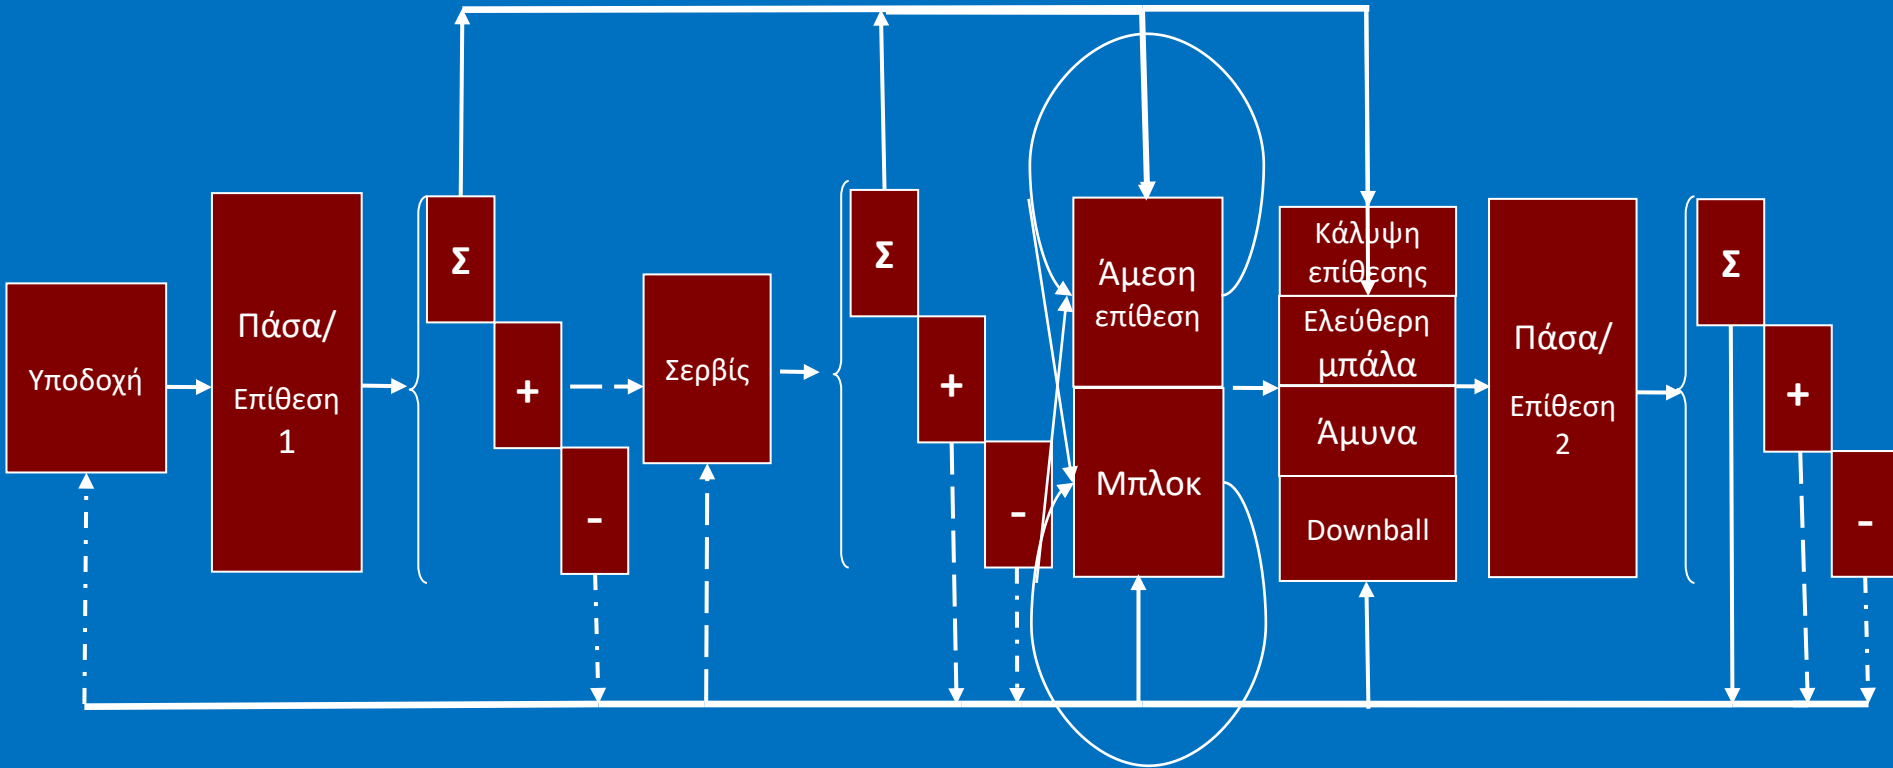 Υποδοχή
Πάσα/
Επίθεση
1
Σ
+
-
Σερβίς
Σ
+
-
Άμεση
επίθεση
Μπλοκ
Κάλυψη
επίθεσης
Ελεύθερη
μπάλα
Άμυνα
Downball
Πάσα/
Επίθεση
2
Σ
+
-